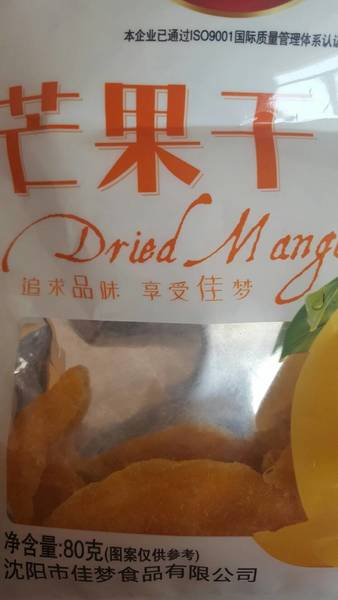 本企业已通过ISO9001国际质量管理体系认
芒果干
Dried Mang
追求品味 享受佳梦
净含量:80克(图案仅供参考)
沈阳市佳梦食品有限公司